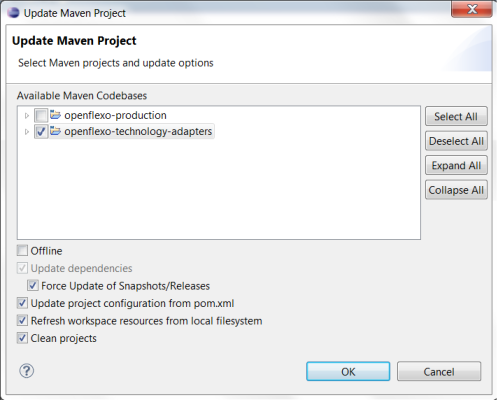 Update Maven Project
Update Maven Project
Select Maven projects and update options
Available Maven Codebases
openflexo-production
openflexo-technology-adapters
Select All
Deselect All
Expand All
Collapse All
Offline
Update dependencies
Force Update of Snapshots/Releases
Update project configuration from pom.xml
Refresh workspace resources from local filesystem
Clean projects
?
OK
Cancel